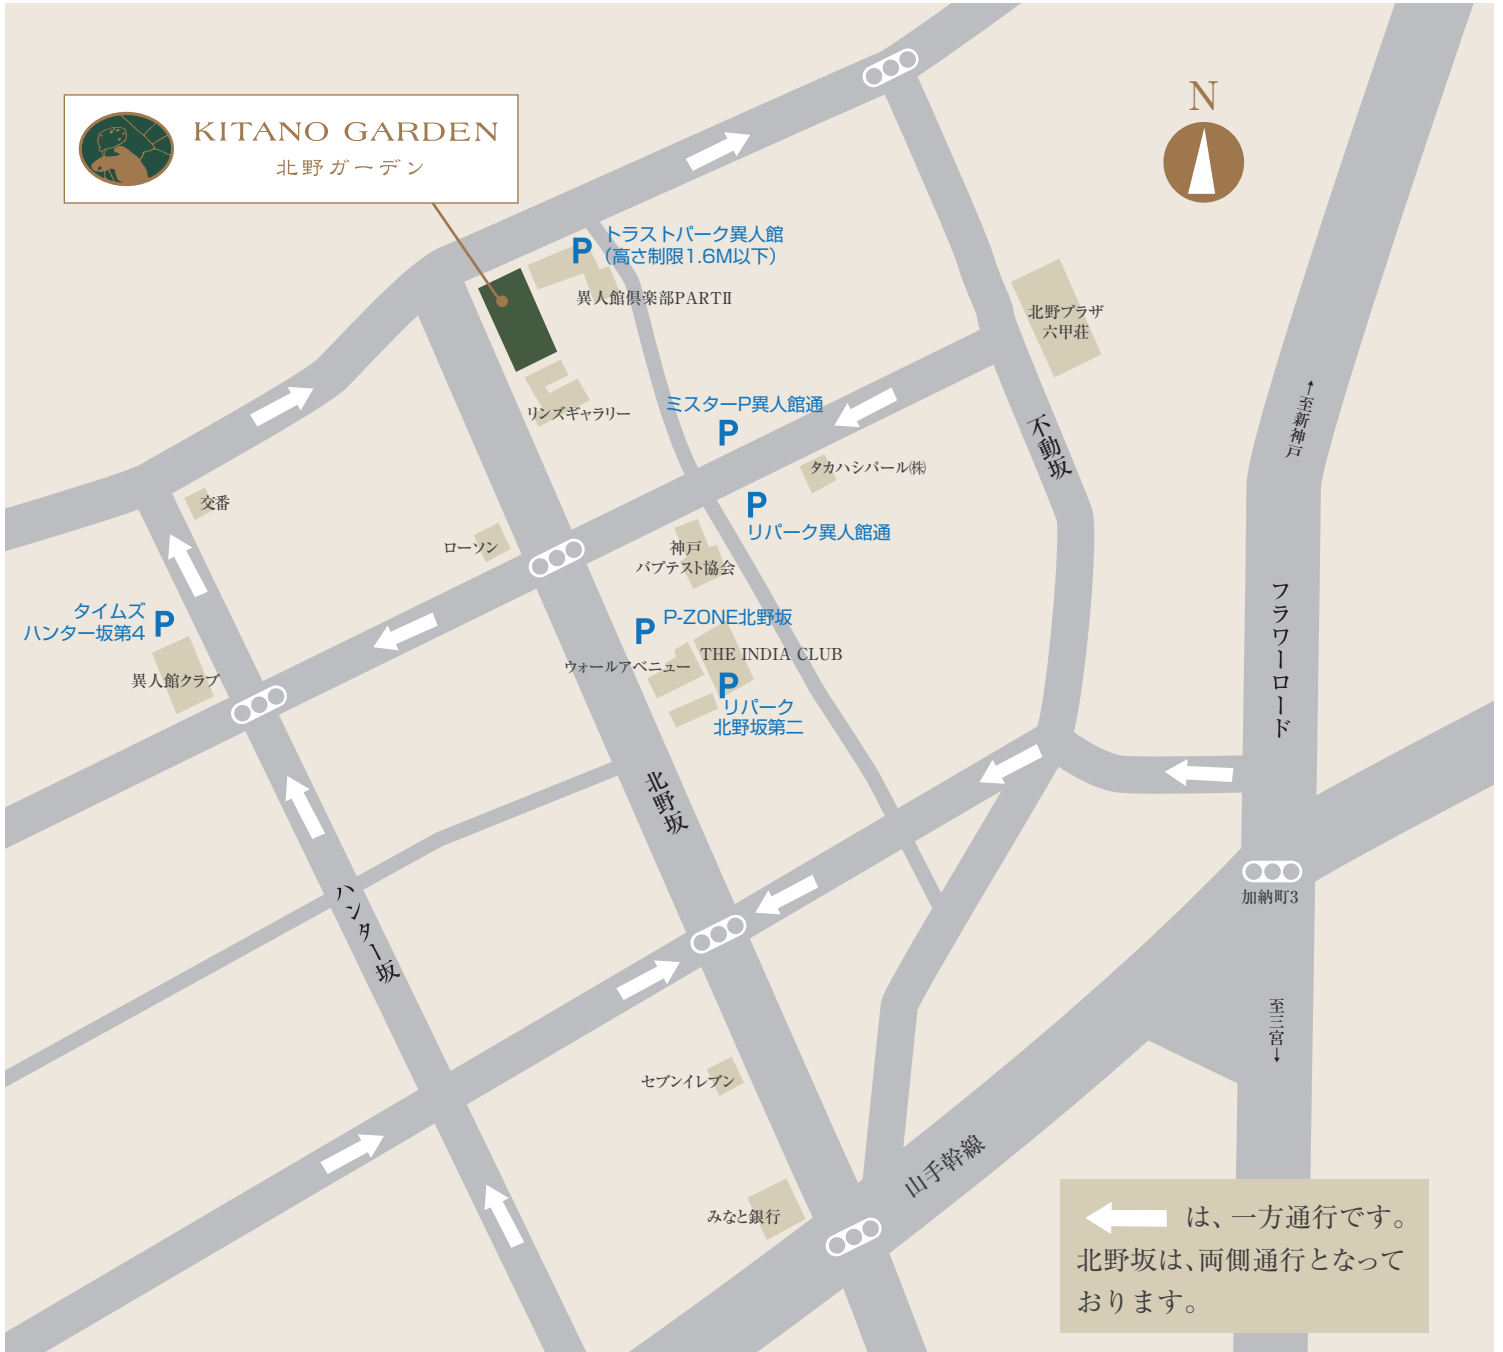 KITANO GARDEN
北野ガーデン
N
P
トラストパーク異人館
（高さ制限1.6M以下）
異人館倶楽部PARTⅡ
北野プラザ
六甲荘
リンズギャラリー
ミスターP異人館通
P
不動坂
↑至新神戸
タカハシパール㈱
交番
P
リパーク異人館通
ローソン
神戸
バプテスト協会
タイムズ
ハンター坂第4
P
P
P-ZONE北野坂
フラワーロード
THE INDIA CLUB
ウォールアベニュー
異人館クラブ
P
リパーク
北野坂第二
北野坂
ハンター坂
加納町3
至三宮↓
セブンイレブン
山手幹線
みなと銀行
は、一方通行です。
北野坂は、両側通行となって
おります。